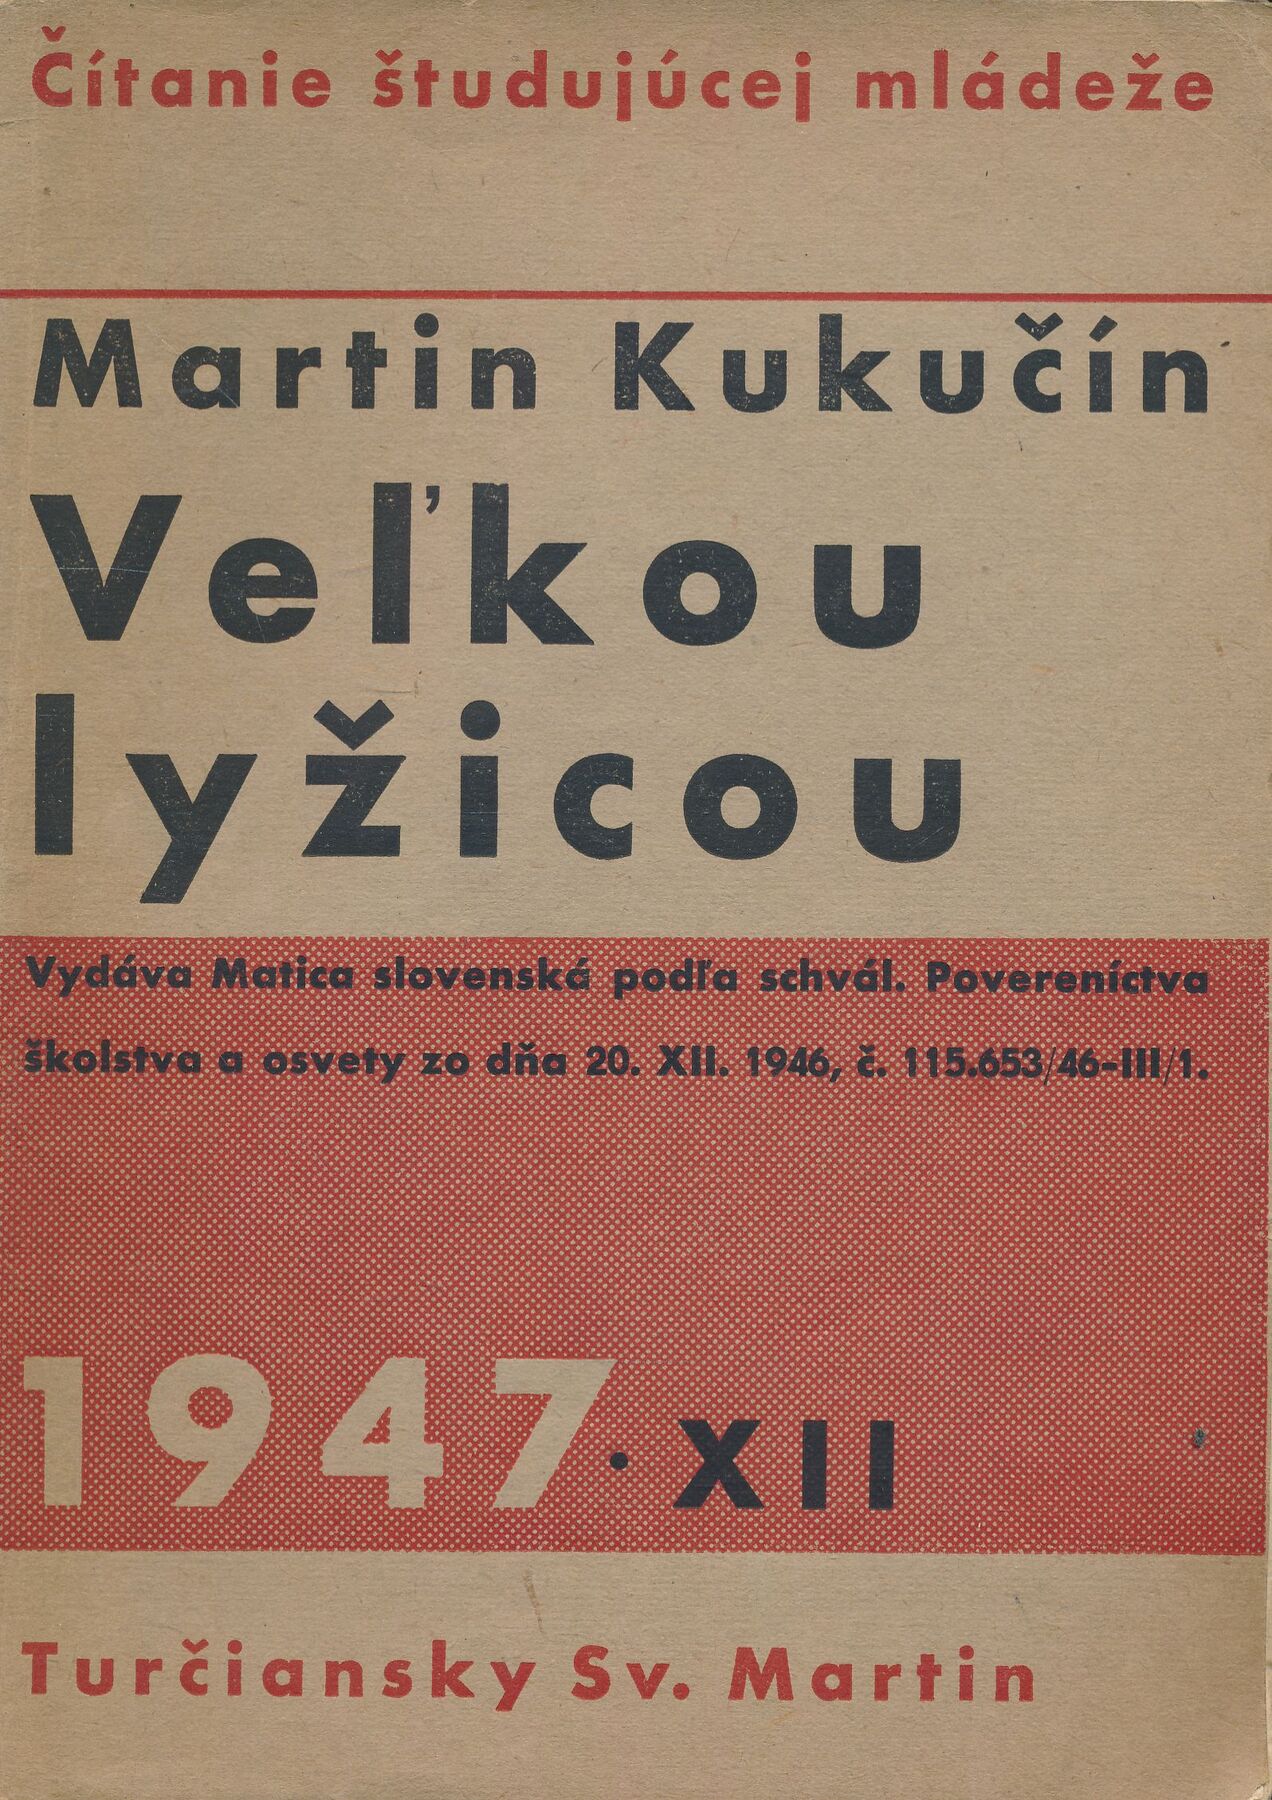 Čítanie študujúcej mládeže
Martin Kukučín
Veľkou
lyžicou
Vydáva Matica slovenská podľa schvál. Povereníctva
školstva a osvety zo dňa 20. XII. 1946, č. 115.653/46-III/1.
1947 • XII
Turčiansky Sv. Martin